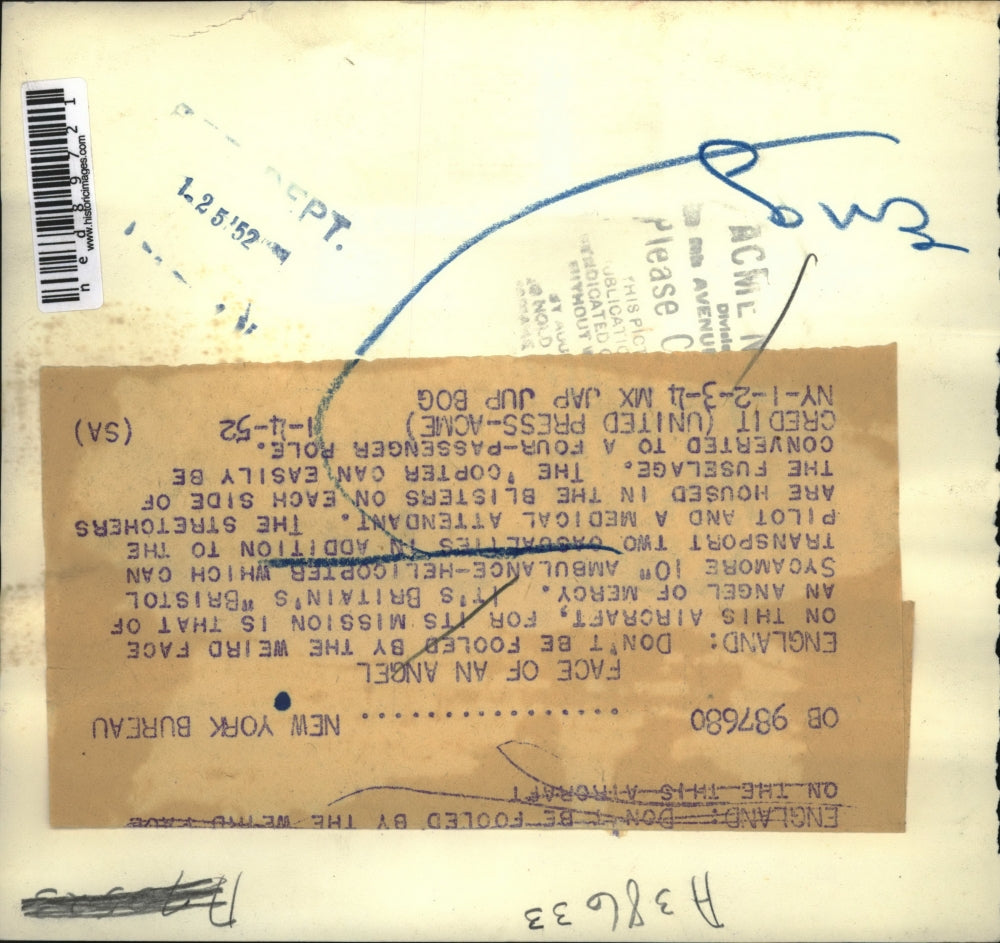 ENGLAND: DON'T BE FOOLED BY THE WEIRD FACE
ON THE THIS AIRCRAFT
OB 987680 .................. NEW YORK BUREAU
FACE OF AN ANGEL
ENGLAND: DON'T BE FOOLED BY THE WEIRD FACE
ON THIS AIRCRAFT, FOR ITS MISSION IS THAT OF
AN ANGEL OF MERCY. IT'S BRITAIN'S "BRISTOL
SYCAMORE 10" AMBULANCE-HELICOPTER WHICH CAN
TRANSPORT TWO CASUALTIES IN ADDITION TO THE
PILOT AND A MEDICAL ATTENDANT. THE STRETCHERS
ARE HOUSED IN THE BLISTERS ON EACH SIDE OF
THE FUSELAGE. THE 'COPTER CAN EASILY BE
CONVERTED TO A FOUR-PASSENGER ROLE.
CREDIT (UNITED PRESS-ACME) 1-4-52 (SA)
NY-1-2-3-4 MX JAP JUP BOG
A38633
ACME N
AVENU
Please C
THIS PICT
1.25'52
EPT.
ned89721
www.historicimages.com